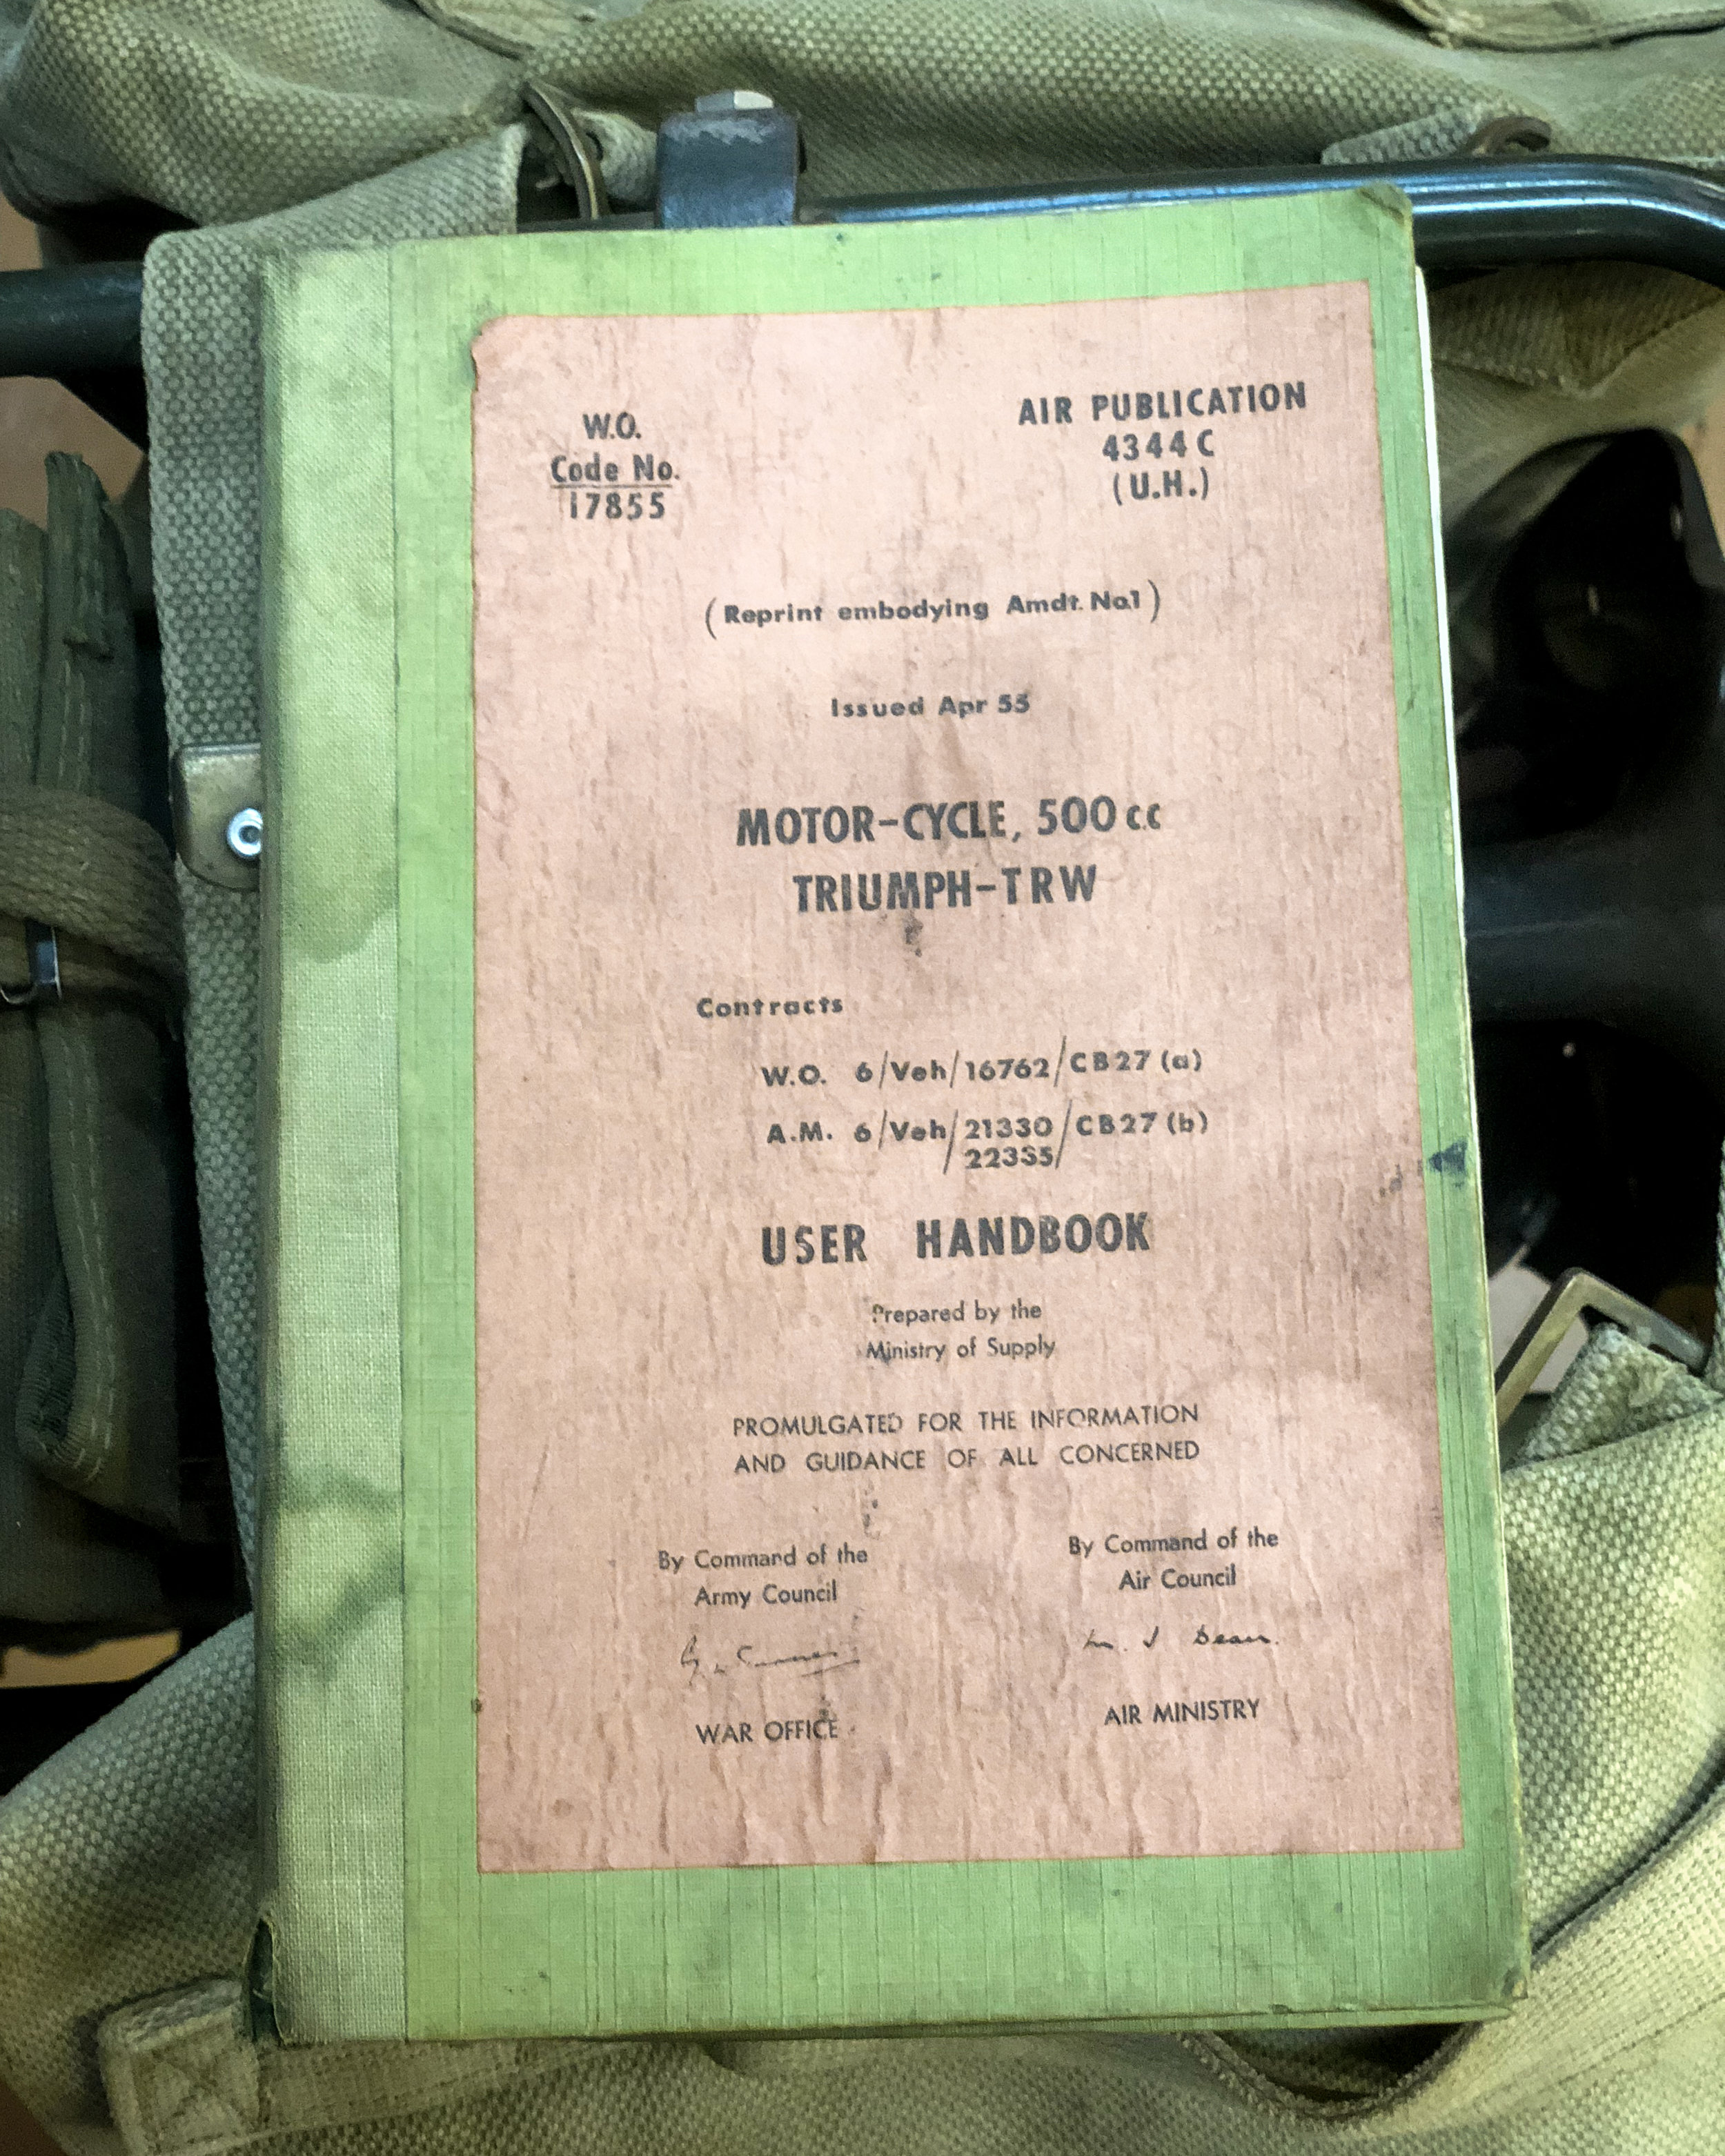 W.O.
Code No.
17855
AIR PUBLICATION
4344 C
(U.H.)
(Reprint embodying Amdt. No.1)
Issued Apr 55
MOTOR-CYCLE, 500 c.c
TRIUMPH-TRW
Contracts
W.O. 6/Veh/16762/CB27 (a)
A.M. 6/Veh/21330/CB27 (b)
22335/
USER HANDBOOK
Prepared by the
Ministry of Supply
PROMULGATED FOR THE INFORMATION
AND GUIDANCE OF ALL CONCERNED
By Command of the
Army Council
By Command of the
Air Council
M. J Dean.
WAR OFFICE
AIR MINISTRY